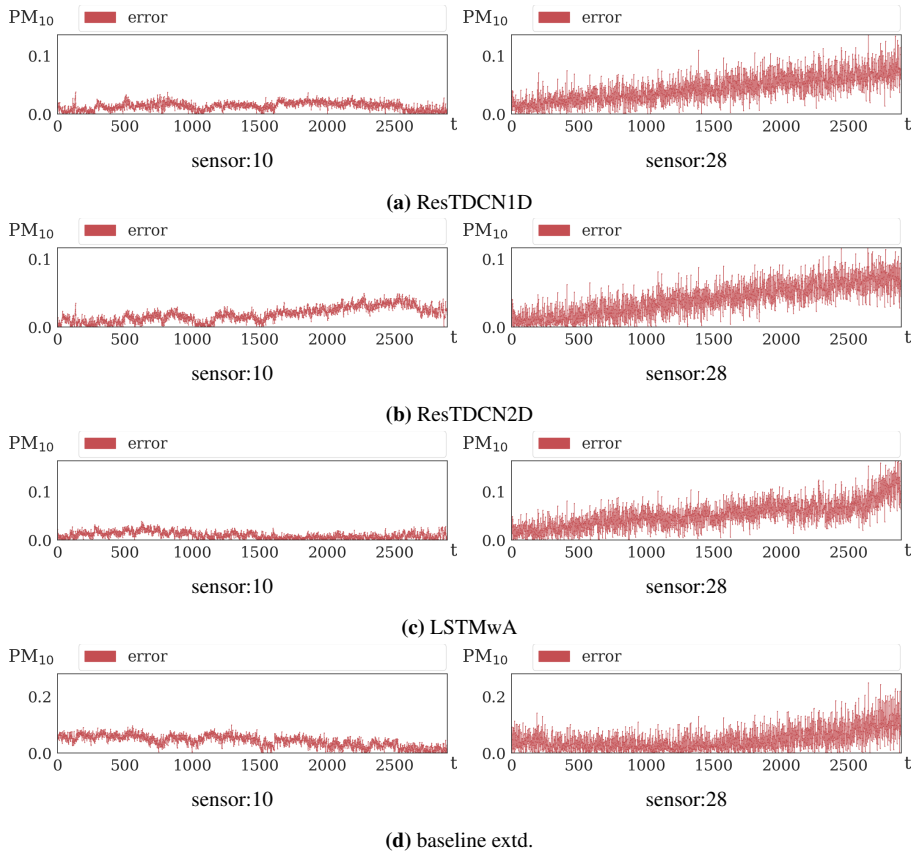 PM₁₀ error PM₁₀ error
0.1 0.1
0.0 0.0
0 500 1000 1500 2000 2500 t 0 500 1000 1500 2000 2500 t
sensor:10 sensor:28
(a) ResTDCN1D
PM₁₀ error PM₁₀ error
0.1 0.1
0.0 0.0
0 500 1000 1500 2000 2500 t 0 500 1000 1500 2000 2500 t
sensor:10 sensor:28
(b) ResTDCN2D
PM₁₀ error PM₁₀ error
0.1 0.1
0.0 0.0
0 500 1000 1500 2000 2500 t 0 500 1000 1500 2000 2500 t
sensor:10 sensor:28
(c) LSTMwA
PM₁₀ error PM₁₀ error
0.2 0.2
0.0 0.0
0 500 1000 1500 2000 2500 t 0 500 1000 1500 2000 2500 t
sensor:10 sensor:28
(d) baseline extd.